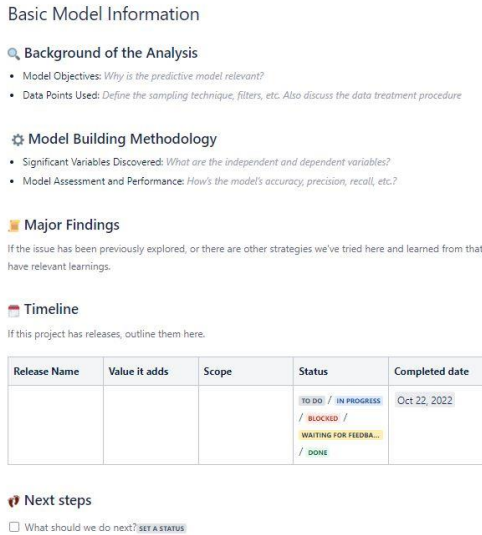 Basic Model Information
Background of the Analysis
Model Objectives: Why is the predictive model relevant?
Data Points Used: Define the sampling technique, filters, etc. Also discuss the data treatment procedure
Model Building Methodology
Significant Variables Discovered: What are the independent and dependent variables?
Model Assessment and Performance: How's the model's accuracy, precision, recall, etc.?
Major Findings
If the issue has been previously explored, or there are other strategies we've tried here and learned from that
have relevant learnings.
Timeline
If this project has releases, outline them here.
Release Name Value it adds Scope Status Completed date
TO DO / IN PROGRESS Oct 22, 2022
/ BLOCKED /
WAITING FOR FEEDBA...
/ DONE
Next steps
What should we do next? SET A STATUS